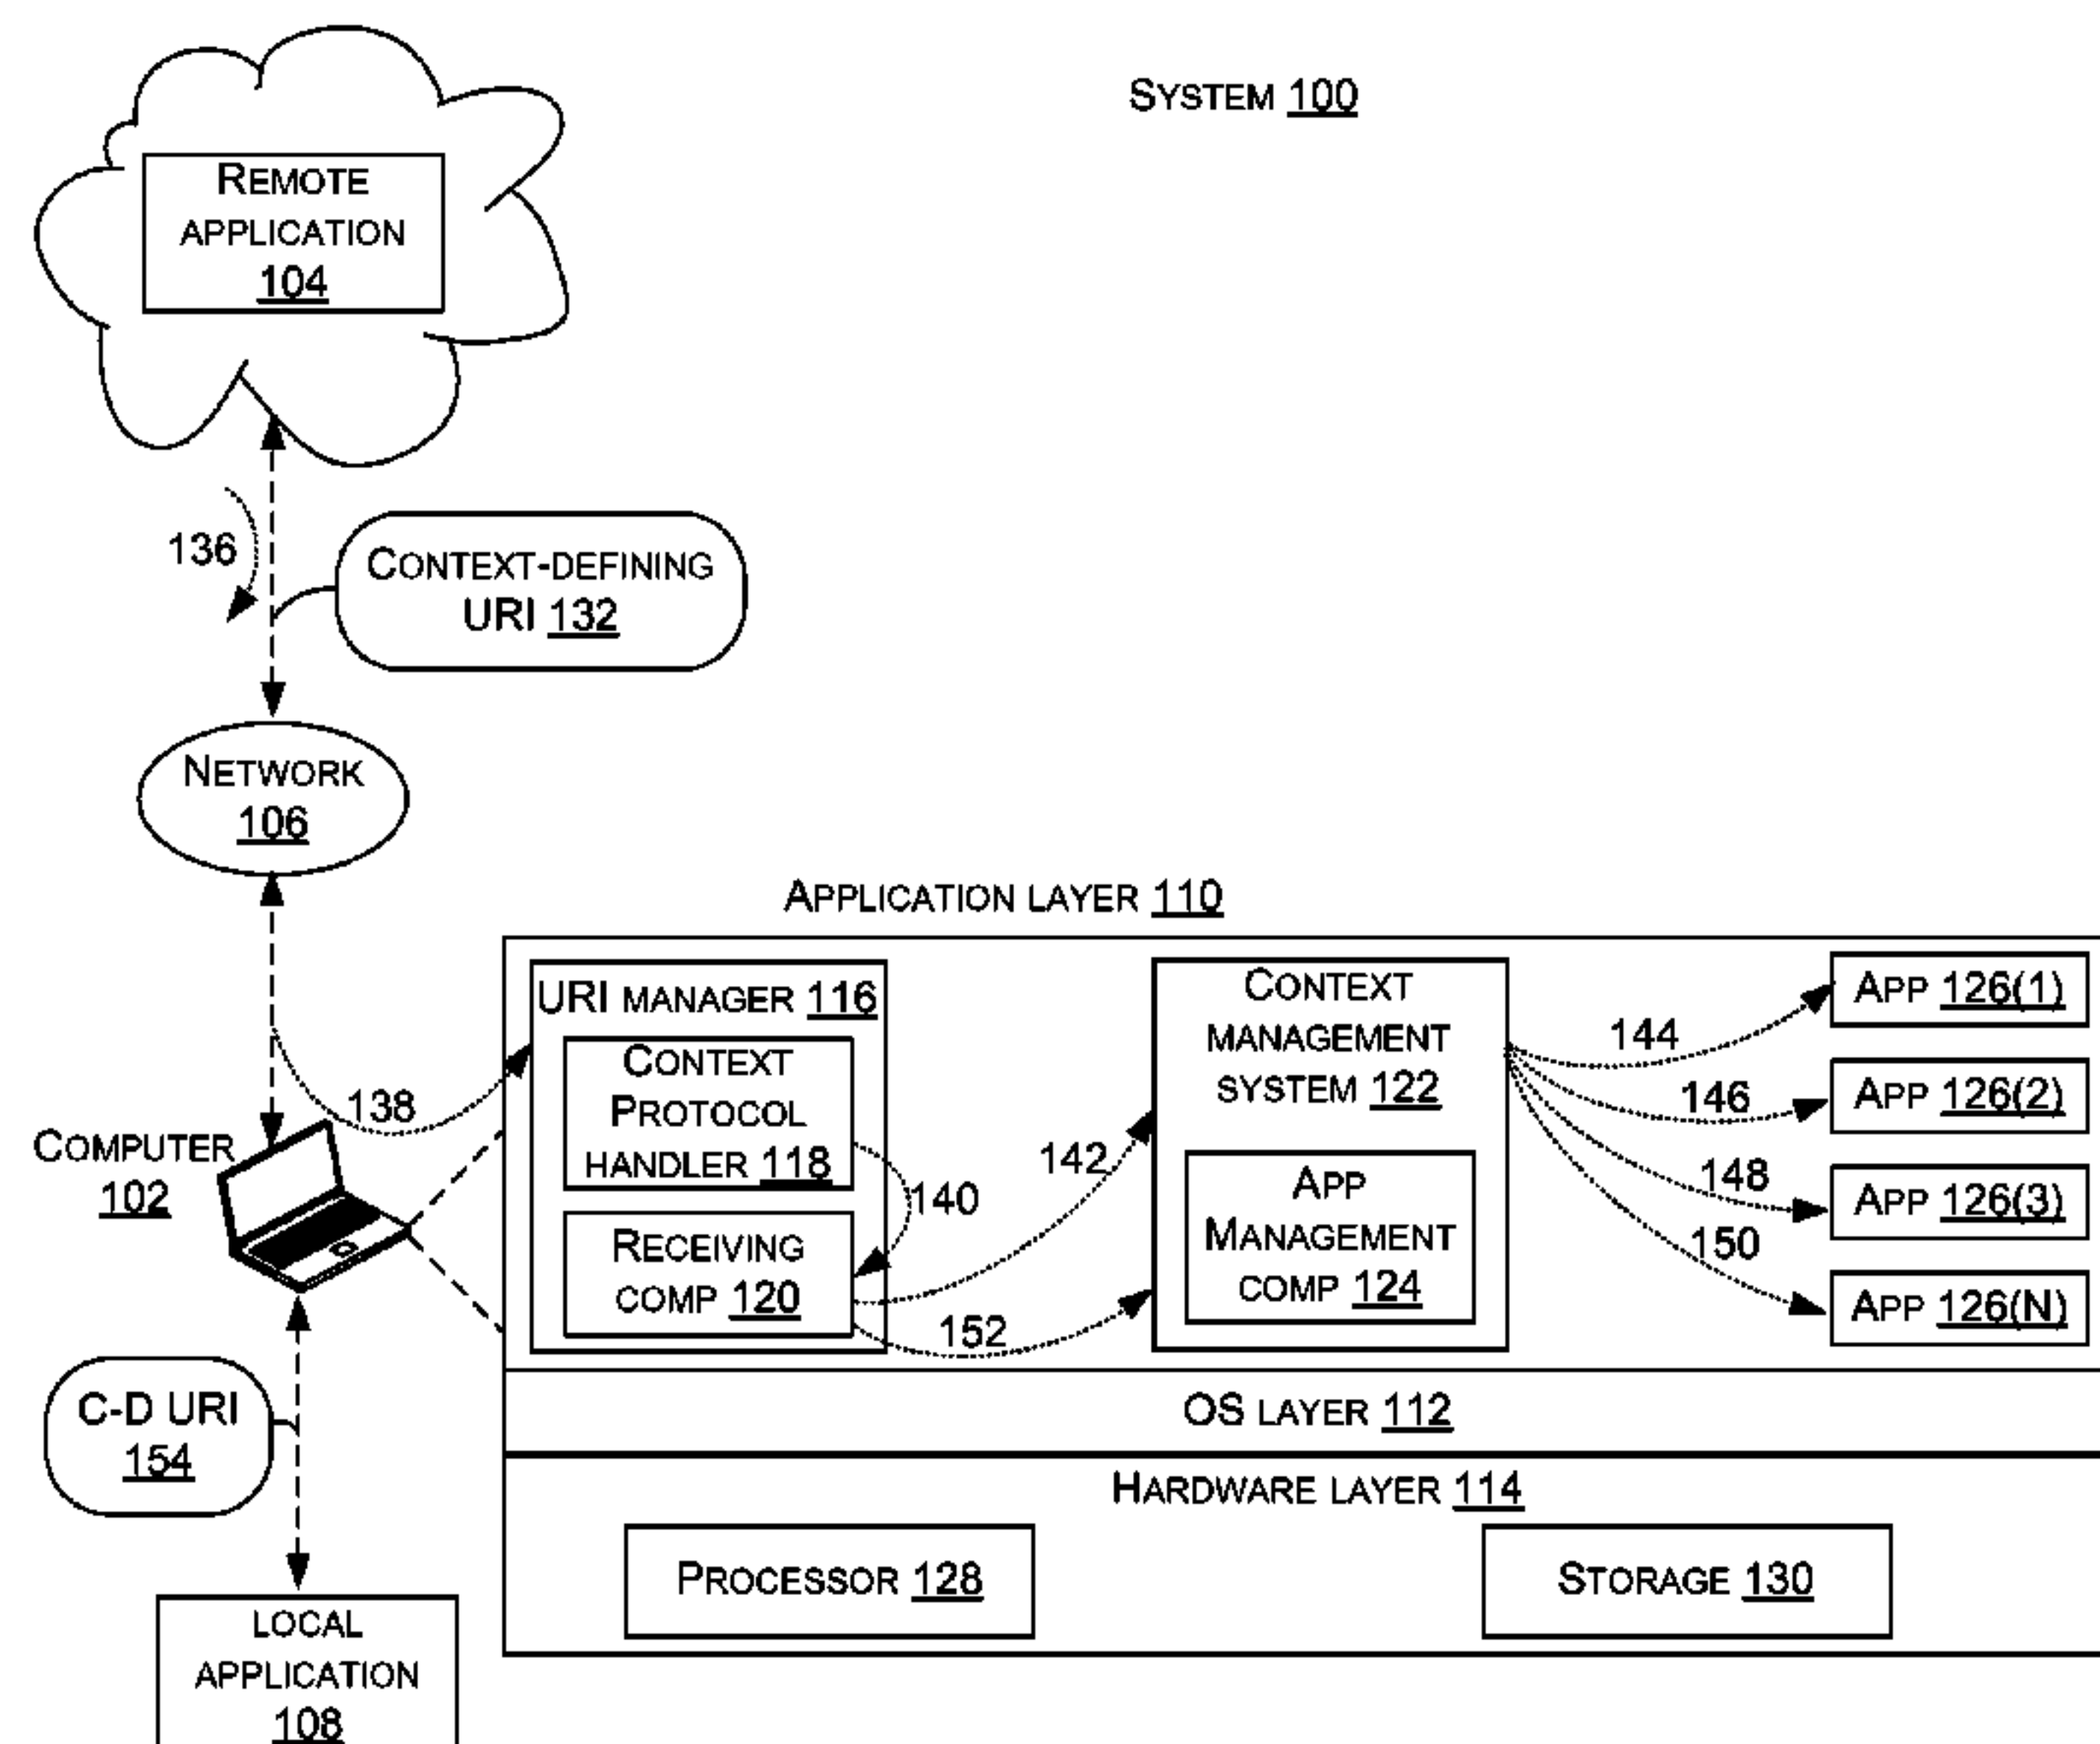 SYSTEM 100
REMOTE
APPLICATION
104
136
CONTEXT-DEFINING
URI 132
NETWORK
106
APPLICATION LAYER 110
URI MANAGER 116
CONTEXT
PROTOCOL
HANDLER 118
RECEIVING
COMP 120
138
140
142
152
CONTEXT
MANAGEMENT
SYSTEM 122
APP
MANAGEMENT
COMP 124
144
146
148
150
APP 126(1)
APP 126(2)
APP 126(3)
APP 126(N)
COMPUTER
102
OS LAYER 112
C-D URI
154
HARDWARE LAYER 114
PROCESSOR 128
STORAGE 130
LOCAL
APPLICATION
108